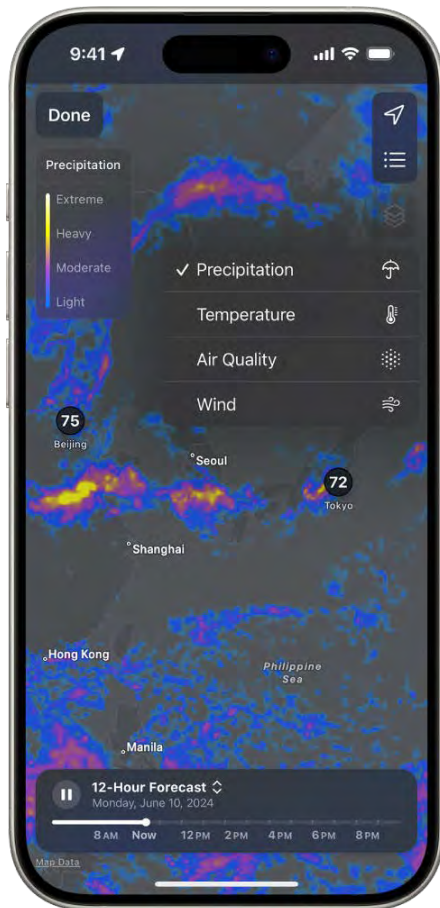 9:41
Done
Precipitation
Extreme
Heavy
Moderate
Light
Precipitation
Temperature
Air Quality
Wind
75
Beijing
Seoul
72
Tokyo
Shanghai
Hong Kong
Philippine
Sea
Manila
12-Hour Forecast
Monday, June 10, 2024
8 AM Now 12 PM 2 PM 4 PM 6 PM 8 PM
Map Data